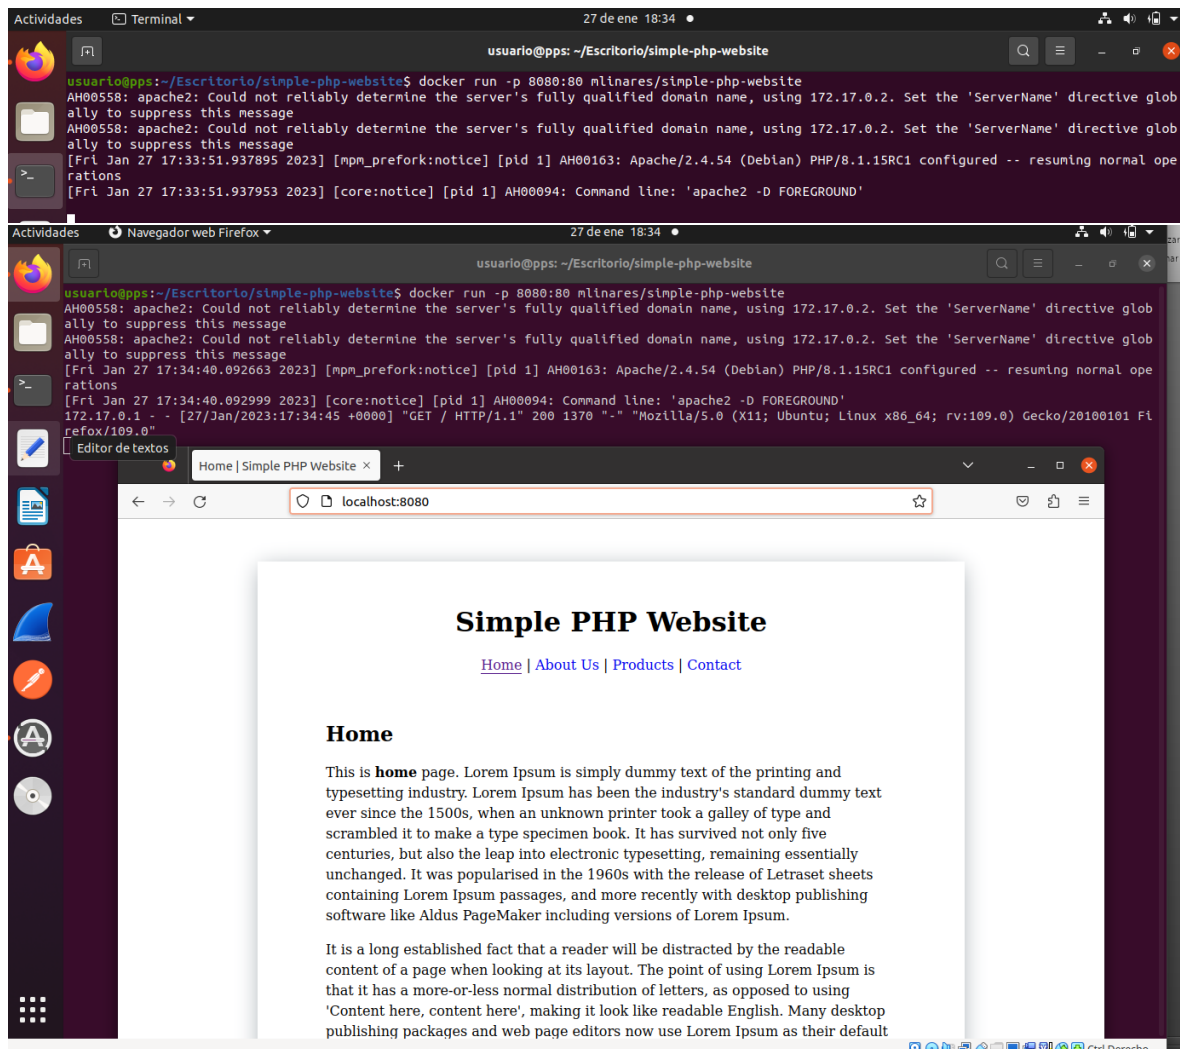 Actividades Terminal 27 de ene 18:34
usuario@pps: ~/Escritorio/simple-php-website
usuario@pps:~/Escritorio/simple-php-website$ docker run -p 8080:80 mlinares/simple-php-website
AH00558: apache2: Could not reliably determine the server's fully qualified domain name, using 172.17.0.2. Set the 'ServerName' directive glob
ally to suppress this message
AH00558: apache2: Could not reliably determine the server's fully qualified domain name, using 172.17.0.2. Set the 'ServerName' directive glob
ally to suppress this message
[Fri Jan 27 17:33:51.937895 2023] [mpm_prefork:notice] [pid 1] AH00163: Apache/2.4.54 (Debian) PHP/8.1.15RC1 configured -- resuming normal ope
rations
[Fri Jan 27 17:33:51.937953 2023] [core:notice] [pid 1] AH00094: Command line: 'apache2 -D FOREGROUND'
Actividades Navegador web Firefox 27 de ene 18:34
usuario@pps: ~/Escritorio/simple-php-website
usuario@pps:~/Escritorio/simple-php-website$ docker run -p 8080:80 mlinares/simple-php-website
AH00558: apache2: Could not reliably determine the server's fully qualified domain name, using 172.17.0.2. Set the 'ServerName' directive glob
ally to suppress this message
AH00558: apache2: Could not reliably determine the server's fully qualified domain name, using 172.17.0.2. Set the 'ServerName' directive glob
ally to suppress this message
[Fri Jan 27 17:34:40.092663 2023] [mpm_prefork:notice] [pid 1] AH00163: Apache/2.4.54 (Debian) PHP/8.1.15RC1 configured -- resuming normal ope
rations
[Fri Jan 27 17:34:40.092999 2023] [core:notice] [pid 1] AH00094: Command line: 'apache2 -D FOREGROUND'
172.17.0.1 - - [27/Jan/2023:17:34:45 +0000] "GET / HTTP/1.1" 200 1370 "-" "Mozilla/5.0 (X11; Ubuntu; Linux x86_64; rv:109.0) Gecko/20100101 Fi
refox/109.0"
Editor de textos
Home | Simple PHP Website
localhost:8080
Simple PHP Website
Home | About Us | Products | Contact
Home
This is home page. Lorem Ipsum is simply dummy text of the printing and
typesetting industry. Lorem Ipsum has been the industry's standard dummy text
ever since the 1500s, when an unknown printer took a galley of type and
scrambled it to make a type specimen book. It has survived not only five
centuries, but also the leap into electronic typesetting, remaining essentially
unchanged. It was popularised in the 1960s with the release of Letraset sheets
containing Lorem Ipsum passages, and more recently with desktop publishing
software like Aldus PageMaker including versions of Lorem Ipsum.
It is a long established fact that a reader will be distracted by the readable
content of a page when looking at its layout. The point of using Lorem Ipsum is
that it has a more-or-less normal distribution of letters, as opposed to using
'Content here, content here', making it look like readable English. Many desktop
publishing packages and web page editors now use Lorem Ipsum as their default
Ctrl Derecho